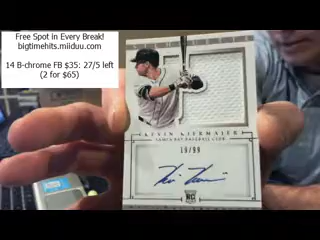 Free Spot in Every Break!
bigtimehits.miiduu.com
14 B-chrome FB $35: 27/5 left
(2 for $65)
KEVIN KIERMAIER
TAMPA BAY BASEBALL CLUB
19/99
RC